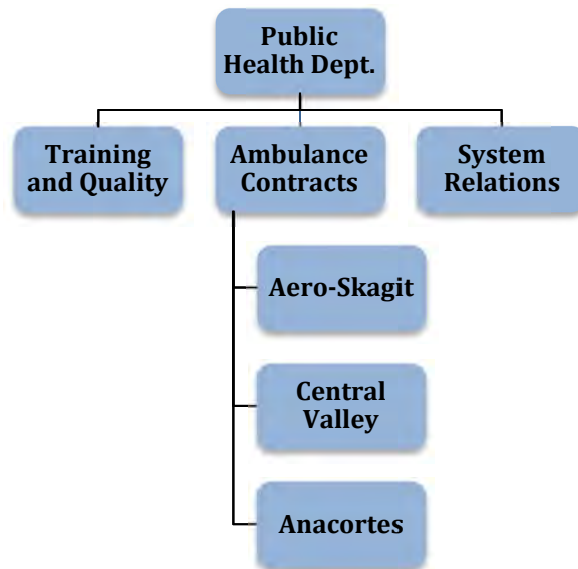 Public
Health Dept.
Training
and Quality
Ambulance
Contracts
System
Relations
Aero-Skagit
Central
Valley
Anacortes